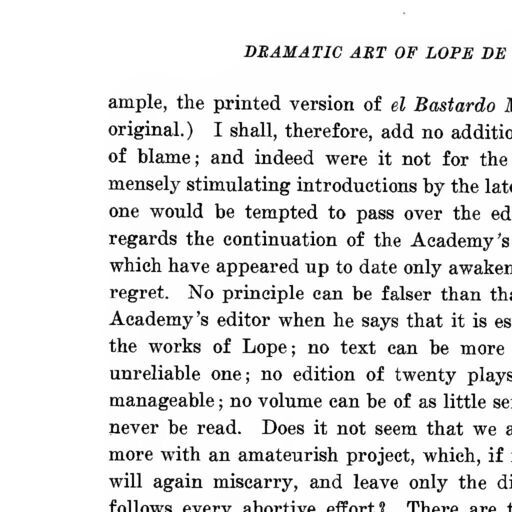 DRAMATIC ART OF LOPE DE
ample, the printed version of el Bastardo
original.) I shall, therefore, add no additio
of blame; and indeed were it not for the
mensely stimulating introductions by the late
one would be tempted to pass over the ed
regards the continuation of the Academy's
which have appeared up to date only awaken
regret. No principle can be falser than tha
Academy's editor when he says that it is es
the works of Lope; no text can be more
unreliable one; no edition of twenty plays
manageable; no volume can be of as little se
never be read. Does it not seem that we a
more with an amateurish project, which, if
will again miscarry, and leave only the di
follows every abortive effort? There are t